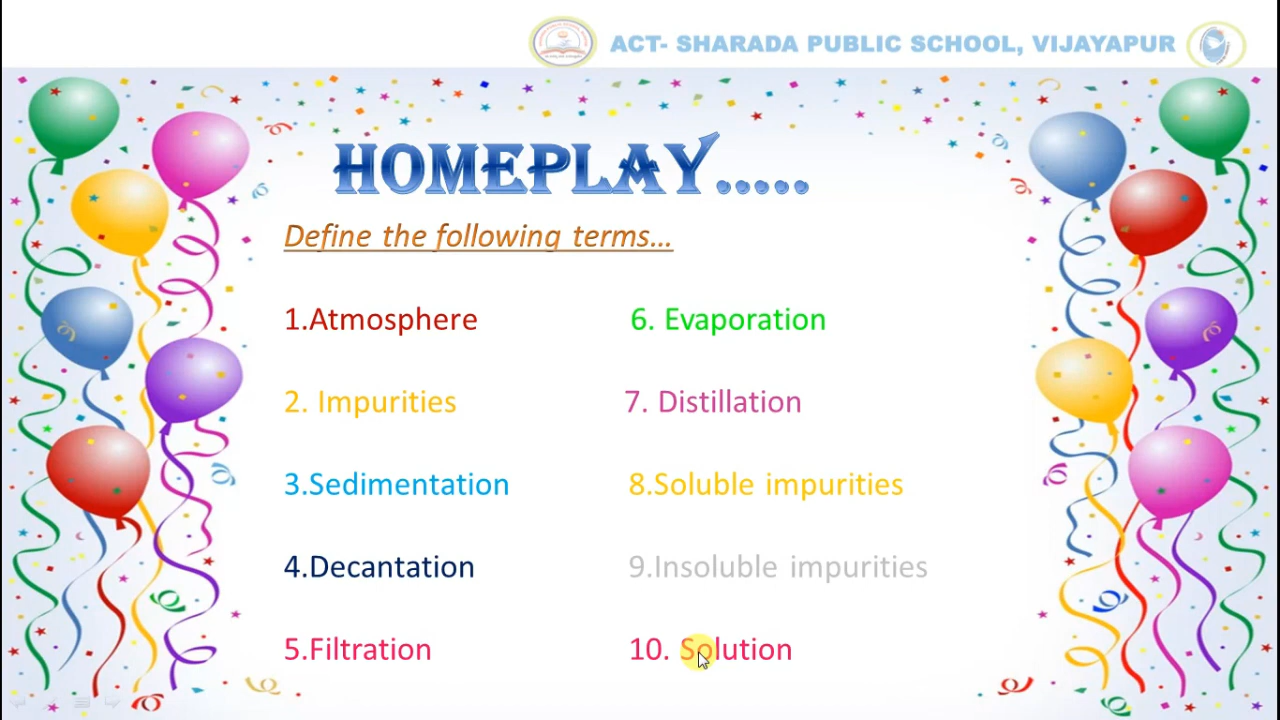 ACT- SHARADA PUBLIC SCHOOL, VIJAYAPUR
HOMEPLAY.....
Define the following terms...
1.Atmosphere
2. Impurities
3.Sedimentation
4.Decantation
5.Filtration
6. Evaporation
7. Distillation
8.Soluble impurities
9.Insoluble impurities
10. Solution